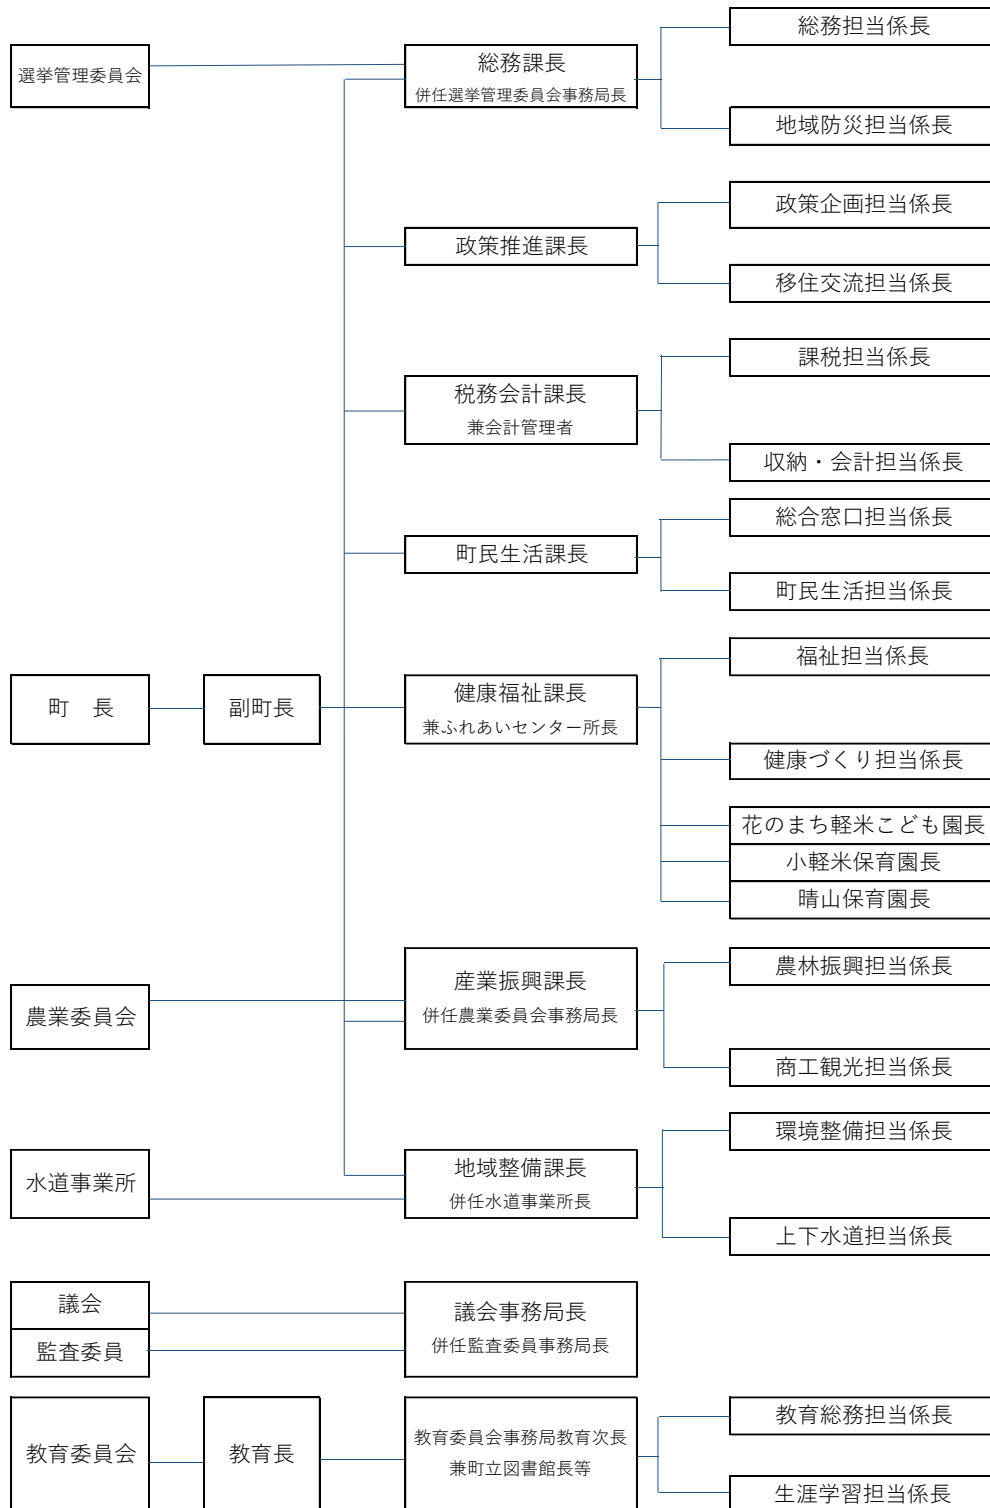 選挙管理委員会
総務課長
併任選挙管理委員会事務局長
総務担当係長
地域防災担当係長
政策推進課長
政策企画担当係長
移住交流担当係長
税務会計課長
兼会計管理者
課税担当係長
収納・会計担当係長
町民生活課長
総合窓口担当係長
町民生活担当係長
町　長
副町長
健康福祉課長
兼ふれあいセンター所長
福祉担当係長
健康づくり担当係長
花のまち軽米こども園長
小軽米保育園長
晴山保育園長
農業委員会
産業振興課長
併任農業委員会事務局長
農林振興担当係長
商工観光担当係長
水道事業所
地域整備課長
併任水道事業所長
環境整備担当係長
上下水道担当係長
議会
監査委員
議会事務局長
併任監査委員事務局長
教育委員会
教育長
教育委員会事務局教育次長
兼町立図書館長等
教育総務担当係長
生涯学習担当係長